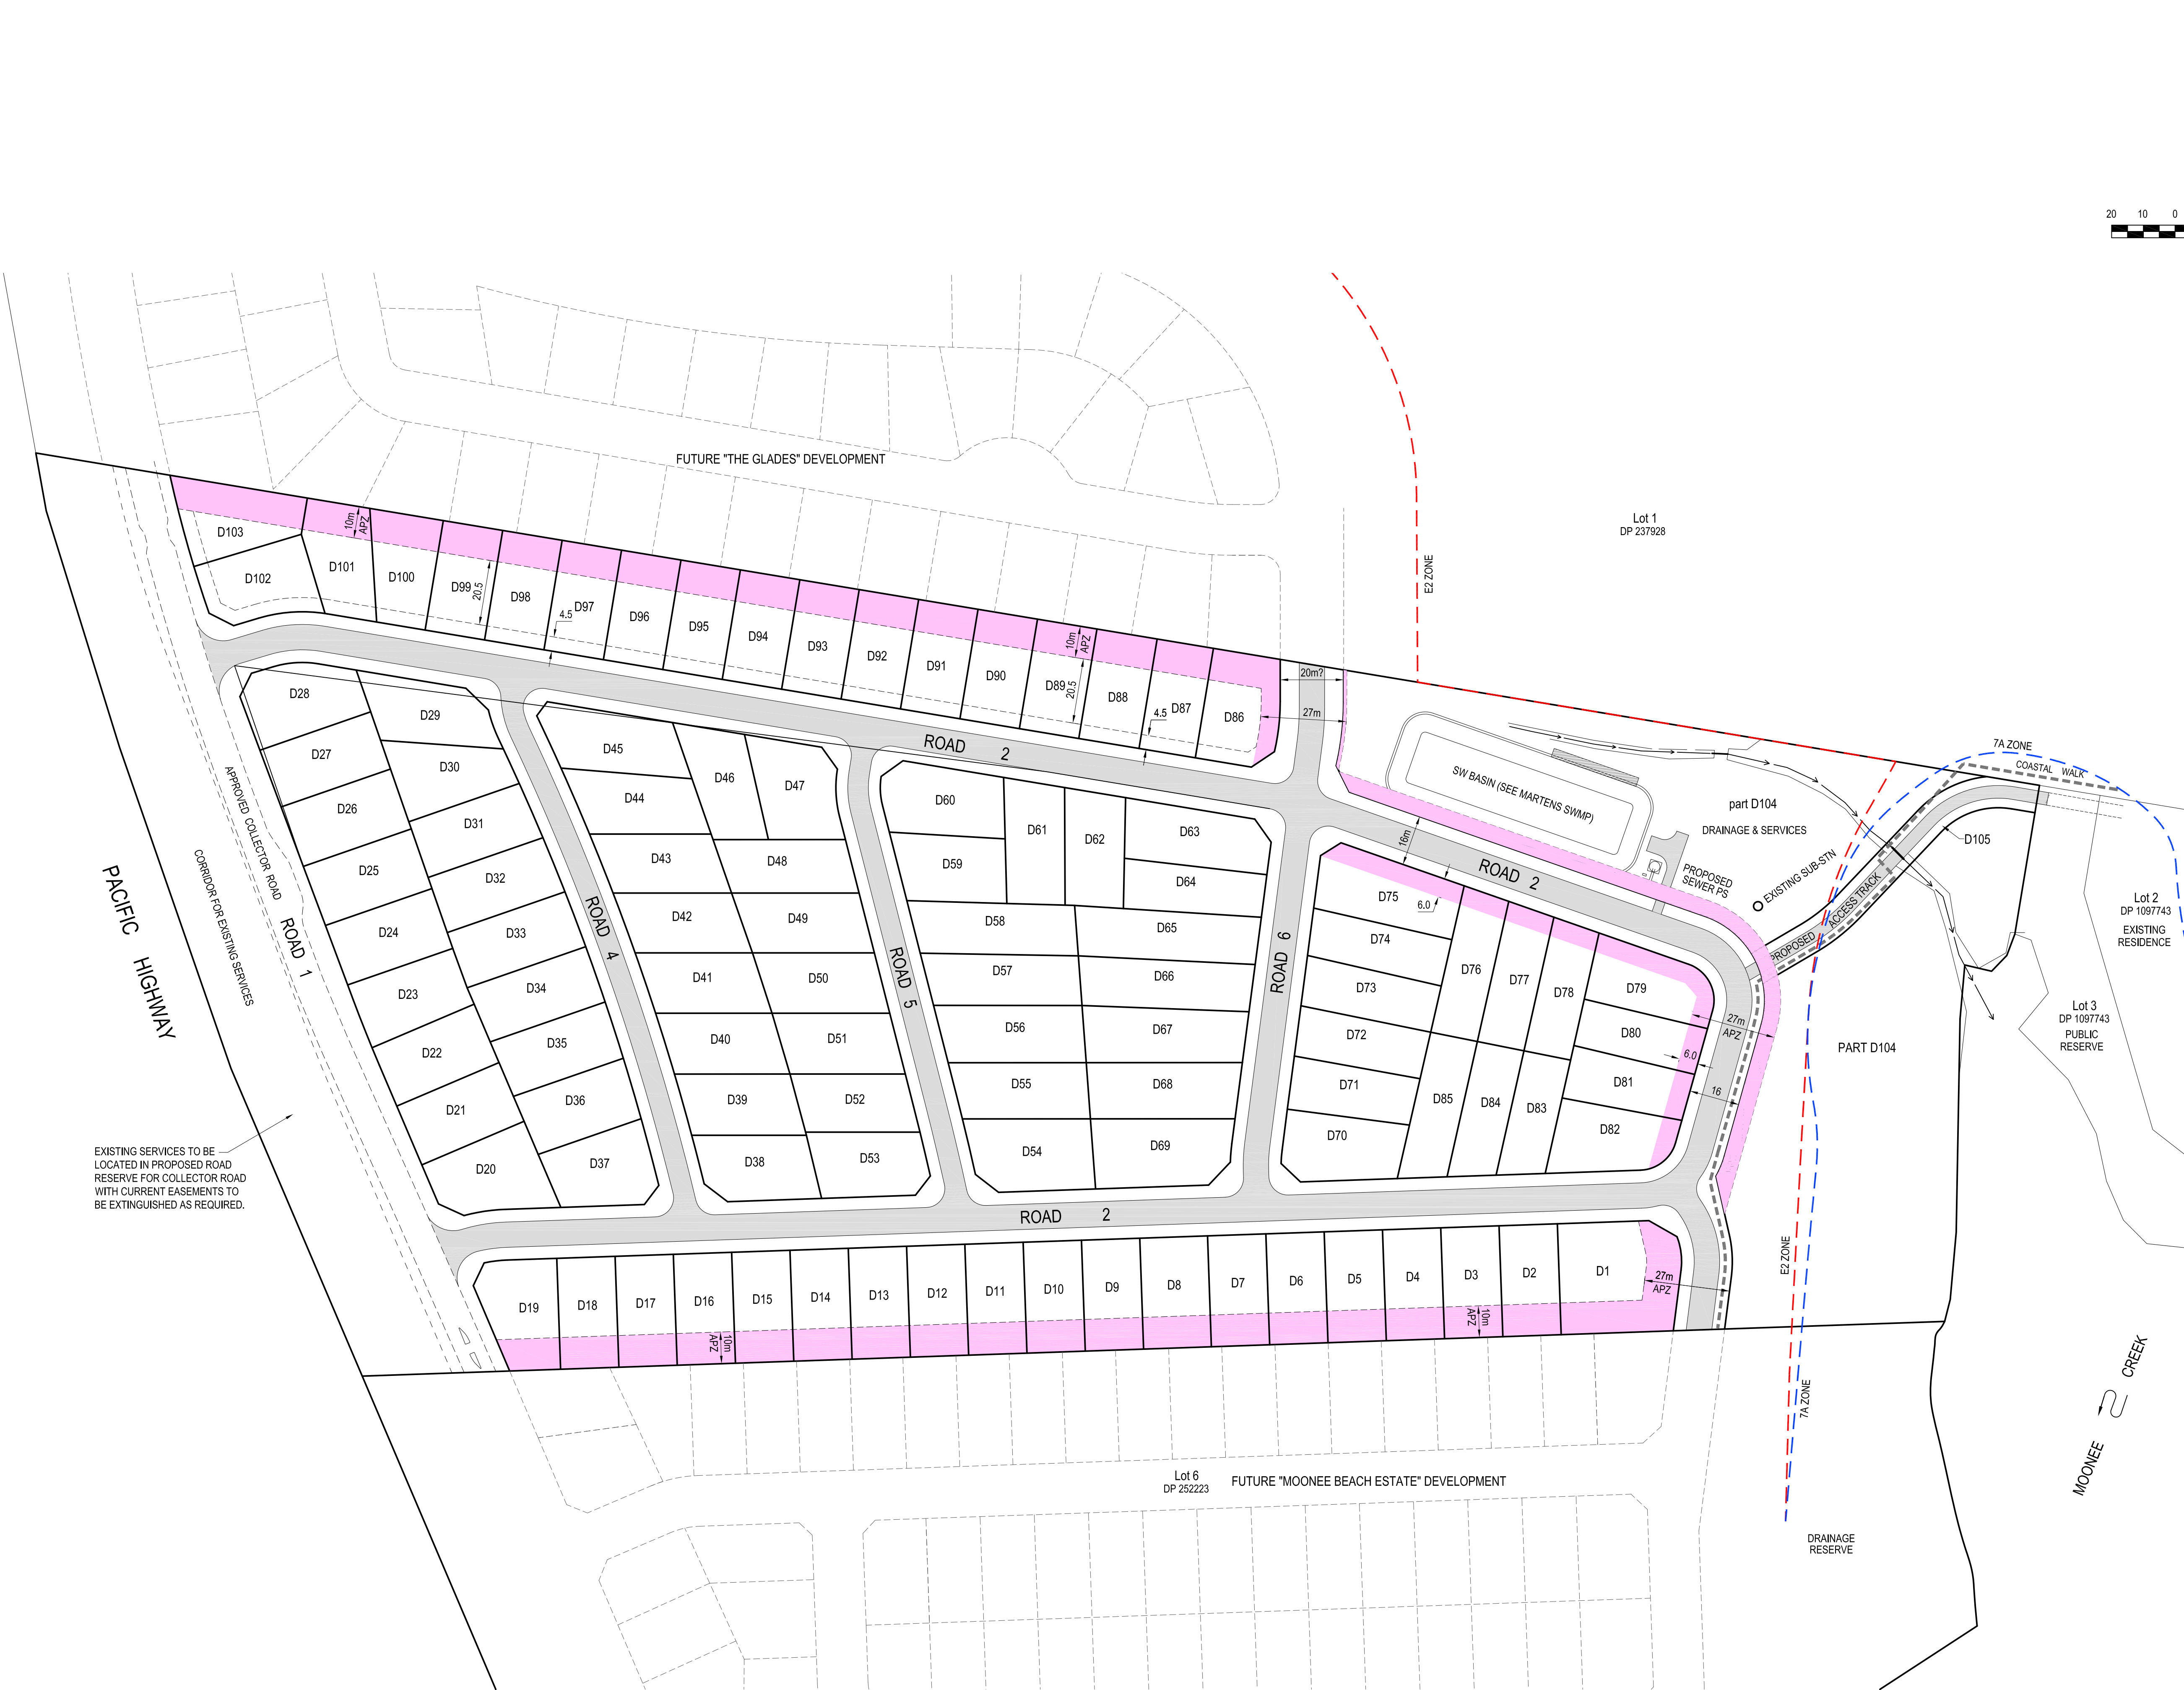 20 10 0
FUTURE "THE GLADES" DEVELOPMENT
Lot 1
DP 237928
E2 ZONE
D103
D102
10m
APZ
D101
D100
D99
20.5
D98
4.5
D97
D96
D95
D94
D93
D92
D91
D90
10m
APZ
D89
20.5
D88
4.5
D87
D86
20m?
27m
ROAD 2
SW BASIN (SEE MARTENS SWMP)
part D104
DRAINAGE & SERVICES
PROPOSED
SEWER PS
EXISTING SUB-STN
PROPOSED ACCESS TRACK
7A ZONE
COASTAL WALK
D105
Lot 2
DP 1097743
EXISTING
RESIDENCE
Lot 3
DP 1097743
PUBLIC
RESERVE
PART D104
PACIFIC HIGHWAY
CORRIDOR FOR EXISTING SERVICES
APPROVED COLLECTOR ROAD
ROAD 1
EXISTING SERVICES TO BE
LOCATED IN PROPOSED ROAD
RESERVE FOR COLLECTOR ROAD
WITH CURRENT EASEMENTS TO
BE EXTINGUISHED AS REQUIRED.
D28
D27
D26
D25
D24
D23
D22
D21
D20
D29
D30
D31
D32
D33
D34
D35
D36
D37
ROAD 4
D45
D44
D43
D42
D41
D40
D39
D38
D46
D47
D48
D49
D50
D51
D52
D53
ROAD 5
D60
D59
D61
D62
D63
D64
D58
D57
D56
D55
D54
D65
D66
D67
D68
D69
ROAD 6
16m
ROAD 2
6.0
D75
D74
D73
D72
D71
D70
D76
D77
D78
D79
D80
D81
D82
D85
D84
D83
27m
APZ
6.0
16
ROAD 2
D19
D18
D17
D16
D15
D14
D13
D12
D11
D10
D9
D8
D7
D6
D5
D4
D3
D2
D1
10m
APZ
10m
APZ
27m
APZ
E2 ZONE
7A ZONE
MOONEE CREEK
Lot 6
DP 252223
FUTURE "MOONEE BEACH ESTATE" DEVELOPMENT
DRAINAGE
RESERVE